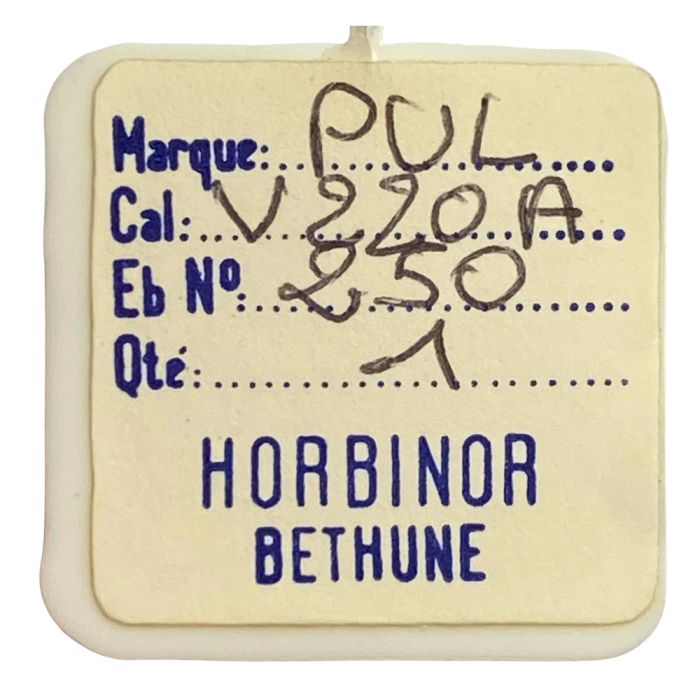 Marque: PUL
Cal: V220A
Eb Nº: 250
Qté: 1
HORBINOR
BETHUNE